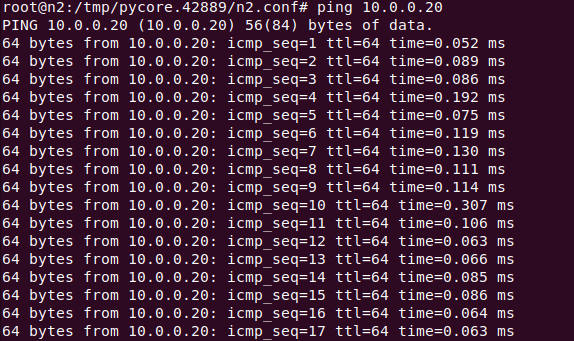 root@n2:/tmp/pycore.42889/n2.conf# ping 10.0.0.20
PING 10.0.0.20 (10.0.0.20) 56(84) bytes of data.
64 bytes from 10.0.0.20: icmp_seq=1 ttl=64 time=0.052 ms
64 bytes from 10.0.0.20: icmp_seq=2 ttl=64 time=0.089 ms
64 bytes from 10.0.0.20: icmp_seq=3 ttl=64 time=0.086 ms
64 bytes from 10.0.0.20: icmp_seq=4 ttl=64 time=0.192 ms
64 bytes from 10.0.0.20: icmp_seq=5 ttl=64 time=0.075 ms
64 bytes from 10.0.0.20: icmp_seq=6 ttl=64 time=0.119 ms
64 bytes from 10.0.0.20: icmp_seq=7 ttl=64 time=0.130 ms
64 bytes from 10.0.0.20: icmp_seq=8 ttl=64 time=0.111 ms
64 bytes from 10.0.0.20: icmp_seq=9 ttl=64 time=0.114 ms
64 bytes from 10.0.0.20: icmp_seq=10 ttl=64 time=0.307 ms
64 bytes from 10.0.0.20: icmp_seq=11 ttl=64 time=0.106 ms
64 bytes from 10.0.0.20: icmp_seq=12 ttl=64 time=0.063 ms
64 bytes from 10.0.0.20: icmp_seq=13 ttl=64 time=0.066 ms
64 bytes from 10.0.0.20: icmp_seq=14 ttl=64 time=0.085 ms
64 bytes from 10.0.0.20: icmp_seq=15 ttl=64 time=0.086 ms
64 bytes from 10.0.0.20: icmp_seq=16 ttl=64 time=0.064 ms
64 bytes from 10.0.0.20: icmp_seq=17 ttl=64 time=0.063 ms